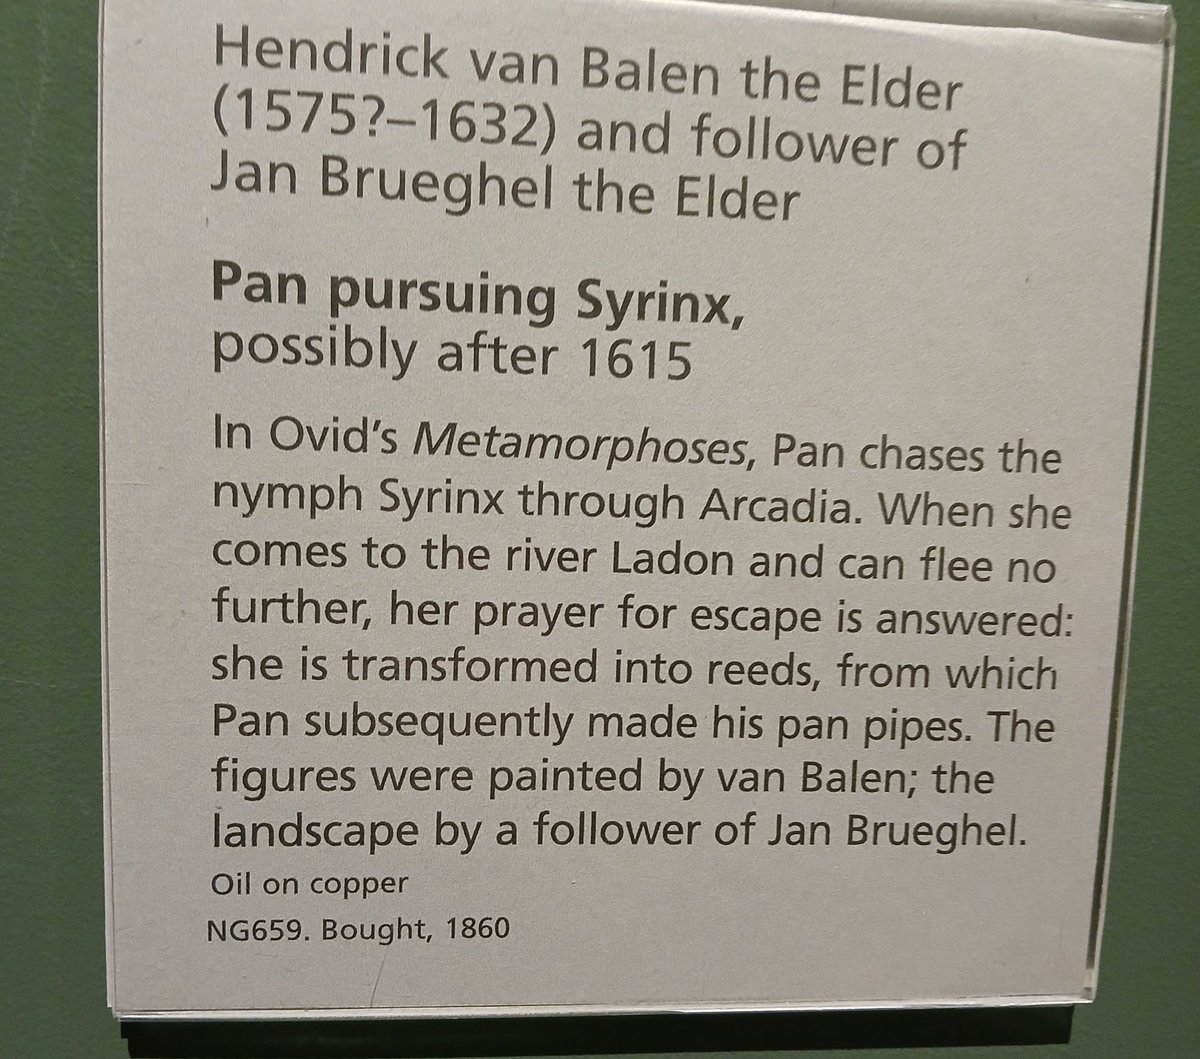 Hendrick van Balen the Elder
(1575?–1632) and follower of
Jan Brueghel the Elder
Pan pursuing Syrinx,
possibly after 1615
In Ovid's Metamorphoses, Pan chases the
nymph Syrinx through Arcadia. When she
comes to the river Ladon and can flee no
further, her prayer for escape is answered:
she is transformed into reeds, from which
Pan subsequently made his pan pipes. The
figures were painted by van Balen; the
landscape by a follower of Jan Brueghel.
Oil on copper
NG659. Bought, 1860